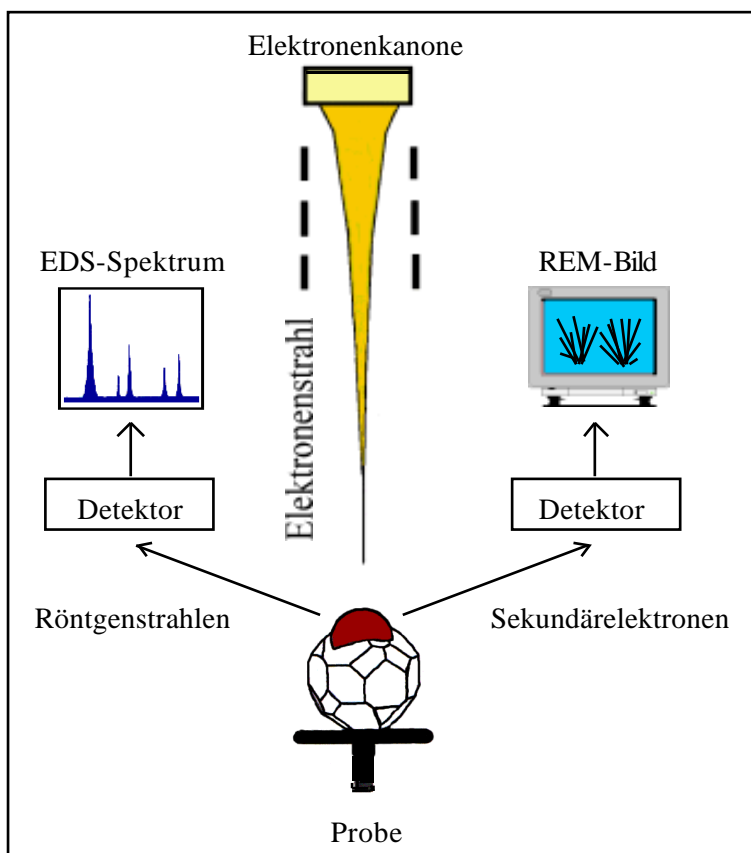 Elektronenkanone
EDS-Spektrum
REM-Bild
Elektronenstrahl
Detektor
Detektor
Röntgenstrahlen
Sekundärelektronen
Probe